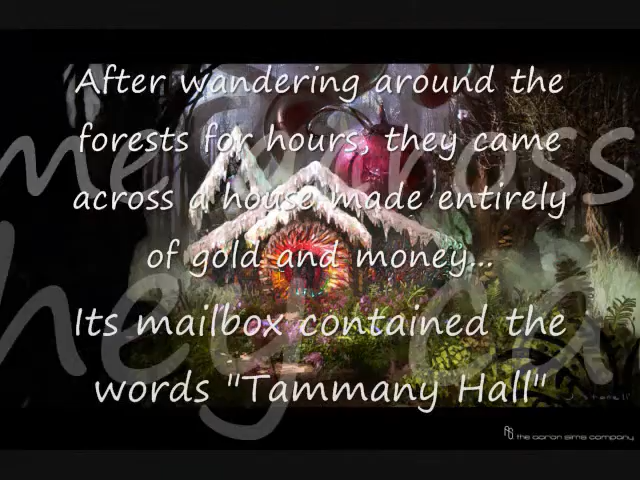 After wandering around the
forests for hours, they came
across a house made entirely
of gold and money...
Its mailbox contained the
words "Tammany Hall"
the aaron sims company